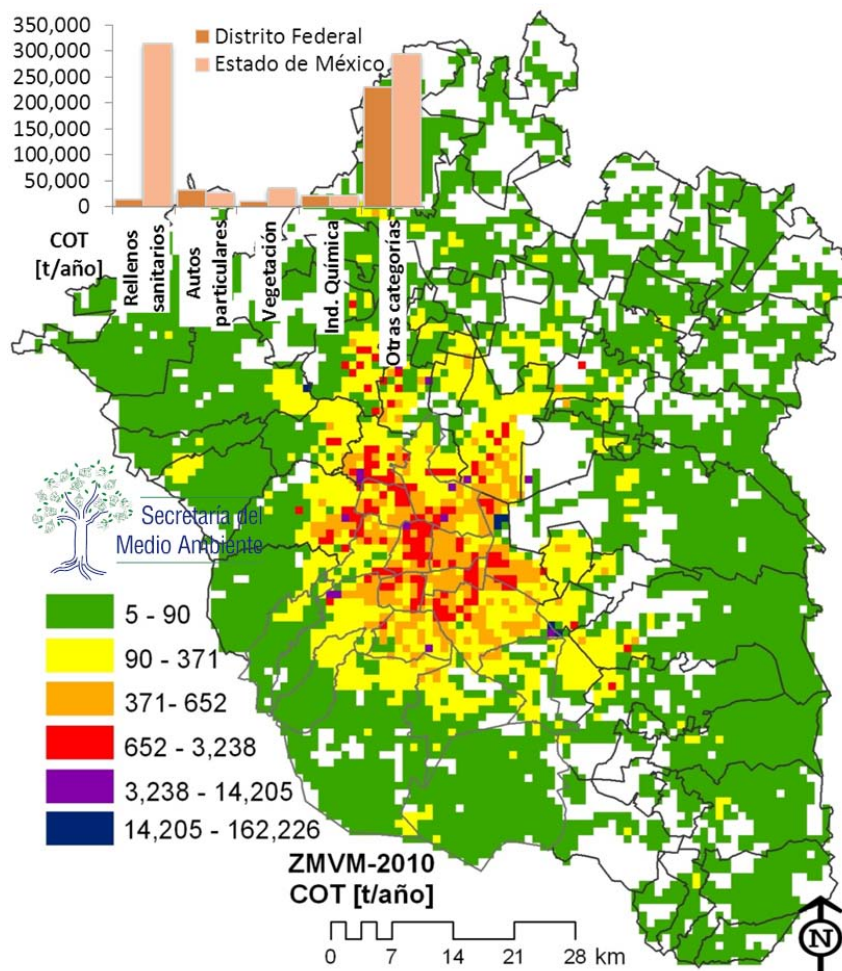 350,000
300,000
250,000
200,000
150,000
100,000
50,000
0
Distrito Federal
Estado de México
COT
[t/año]
Rellenos
sanitarios
Autos
particulares
Vegetación
Ind. Química
Otras categorías
Secretaría del
Medio Ambiente
5 - 90
90 - 371
371- 652
652 - 3,238
3,238 - 14,205
14,205 - 162,226
ZMVM-2010
COT [t/año]
0 7 14 21 28 km
N